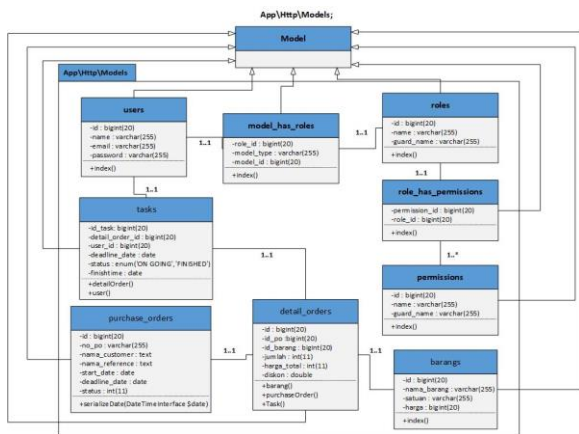 App\Http\Models;
Model
App\Http\Models
users
-id : bigint(20)
-name : varchar(255)
-email : varchar(255)
-password : varchar(255)
+index()
model_has_roles
-role_id : bigint(20)
-model_type : varchar(255)
-model_id : bigint(20)
+index()
roles
-id : bigint(20)
-name : varchar(255)
-guard_name : varchar(255)
+index()
1..1
1..1
1..1
1..1
role_has_permissions
-permission_id : bigint(20)
-role_id : bigint(20)
+index()
tasks
-id_task: bigint(20)
-detail_order_id : bigint(20)
-user_id : bigint(20)
-deadline_date : date
-status : enum('ON GOING','FINISHED')
-finishtime : date
+detailOrder()
+user()
1..1
1..*
permissions
-id : bigint(20)
-name : varchar(255)
-guard_name : varchar(255)
+index()
purchase_orders
-id : bigint(20)
-no_po : varchar(255)
-nama_customer : text
-nama_reference : text
-start_date : date
-deadline_date : date
-status : int(11)
+serializeDate(DateTimeInterface $date)
1..1
detail_orders
-id : bigint(20)
-id_po :bigint(20)
-id_barang : bigint(20)
-jumlah : int(11)
-harga_total : int(11)
-diskon : double
+barang()
+purchaseOrder()
+Task()
1..1
barangs
-id : bigint(20)
-nama_barang : varchar(255)
-satuan : varchar(255)
-harga : bigint(20)
+index()